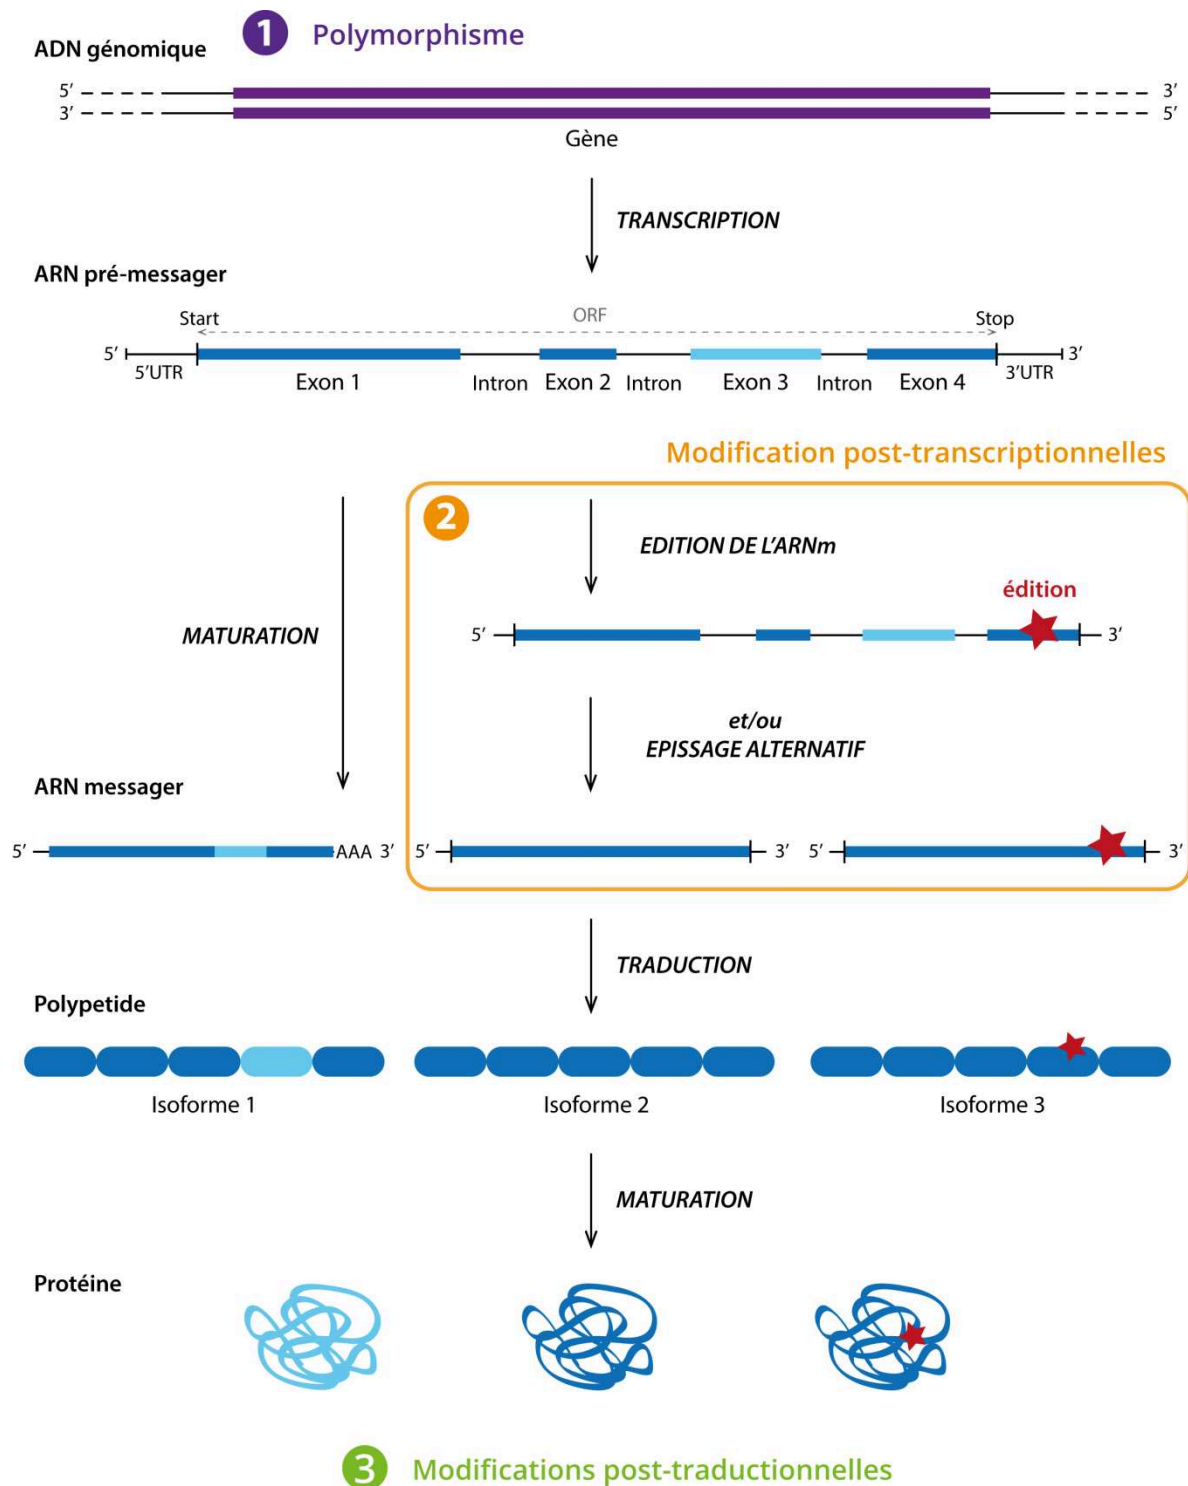 1 Polymorphisme
ADN génomique
5’ 3’
3’ 5’
Gène
TRANSCRIPTION
ARN pré-messager
ORF
Start Stop
5’ 3’
5’UTR Exon 1 Intron Exon 2 Intron Exon 3 Intron Exon 4 3’UTR
Modification post-transcriptionnelles
2
EDITION DE L’ARNm
édition
5’ 3’
MATURATION
et/ou
EPISSAGE ALTERNATIF
ARN messager
5’ AAA 3’ 5’ 3’ 5’ 3’
TRADUCTION
Polypetide
Isoforme 1 Isoforme 2 Isoforme 3
MATURATION
Protéine
3 Modifications post-traductionnelles